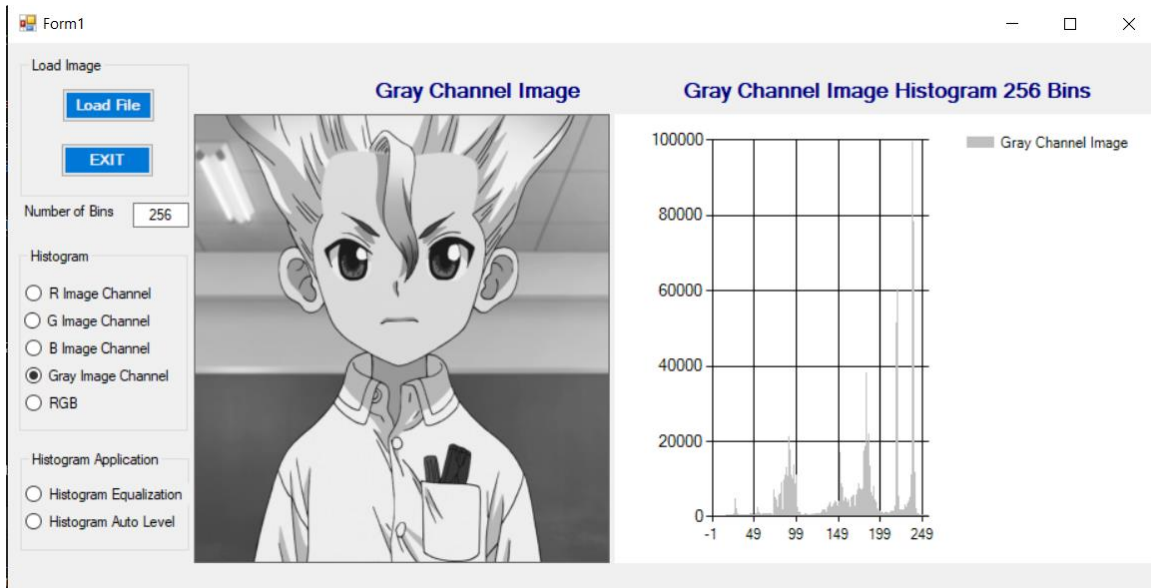 Form1
Load Image
Load File
EXIT
Number of Bins 256
Histogram
R Image Channel
G Image Channel
B Image Channel
Gray Image Channel
RGB
Histogram Application
Histogram Equalization
Histogram Auto Level
Gray Channel Image
Gray Channel Image Histogram 256 Bins
100000
80000
60000
40000
20000
0
-1 49 99 149 199 249
Gray Channel Image